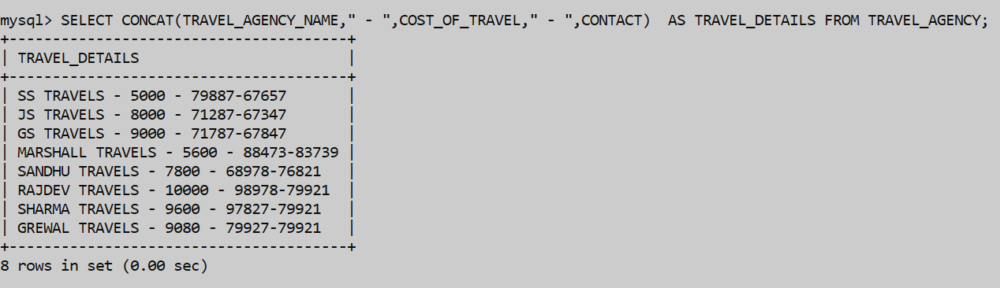 mysql> SELECT CONCAT(TRAVEL_AGENCY_NAME," - ",COST_OF_TRAVEL," - ",CONTACT)  AS TRAVEL_DETAILS FROM TRAVEL_AGENCY;
+---------------------------------------+
| TRAVEL_DETAILS                        |
+---------------------------------------+
| SS TRAVELS - 5000 - 79887-67657       |
| JS TRAVELS - 8000 - 71287-67347       |
| GS TRAVELS - 9000 - 71787-67847       |
| MARSHALL TRAVELS - 5600 - 88473-83739 |
| SANDHU TRAVELS - 7800 - 68978-76821   |
| RAJDEV TRAVELS - 10000 - 98978-79921  |
| SHARMA TRAVELS - 9600 - 97827-79921   |
| GREWAL TRAVELS - 9080 - 79927-79921   |
+---------------------------------------+
8 rows in set (0.00 sec)